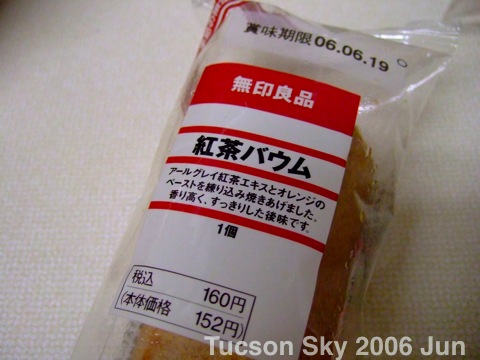 賞味期限 06.06.19
無印良品
紅茶バウム
アールグレイ紅茶エキスとオレンジの
ペーストを練り込み焼きあげました。
香り高く、すっきりした後味です。
1個
税込 160円
(本体価格 152円)
Tucson Sky 2006 Jun